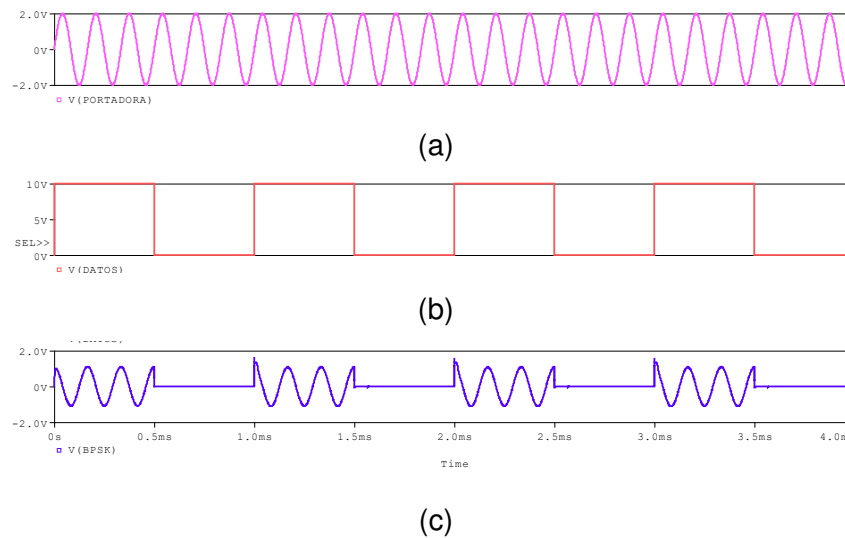 2.0V
0V
-2.0V
V(PORTADORA)
(a)
10V
5V
SEL>>
0V
V(DATOS)
(b)
2.0V
0V
-2.0V
0s 0.5ms 1.0ms 1.5ms 2.0ms 2.5ms 3.0ms 3.5ms 4.0m
V(BPSK)
Time
(c)